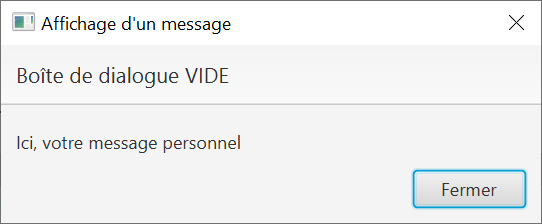 Affichage d'un message
Boîte de dialogue VIDE
Ici, votre message personnel
Fermer